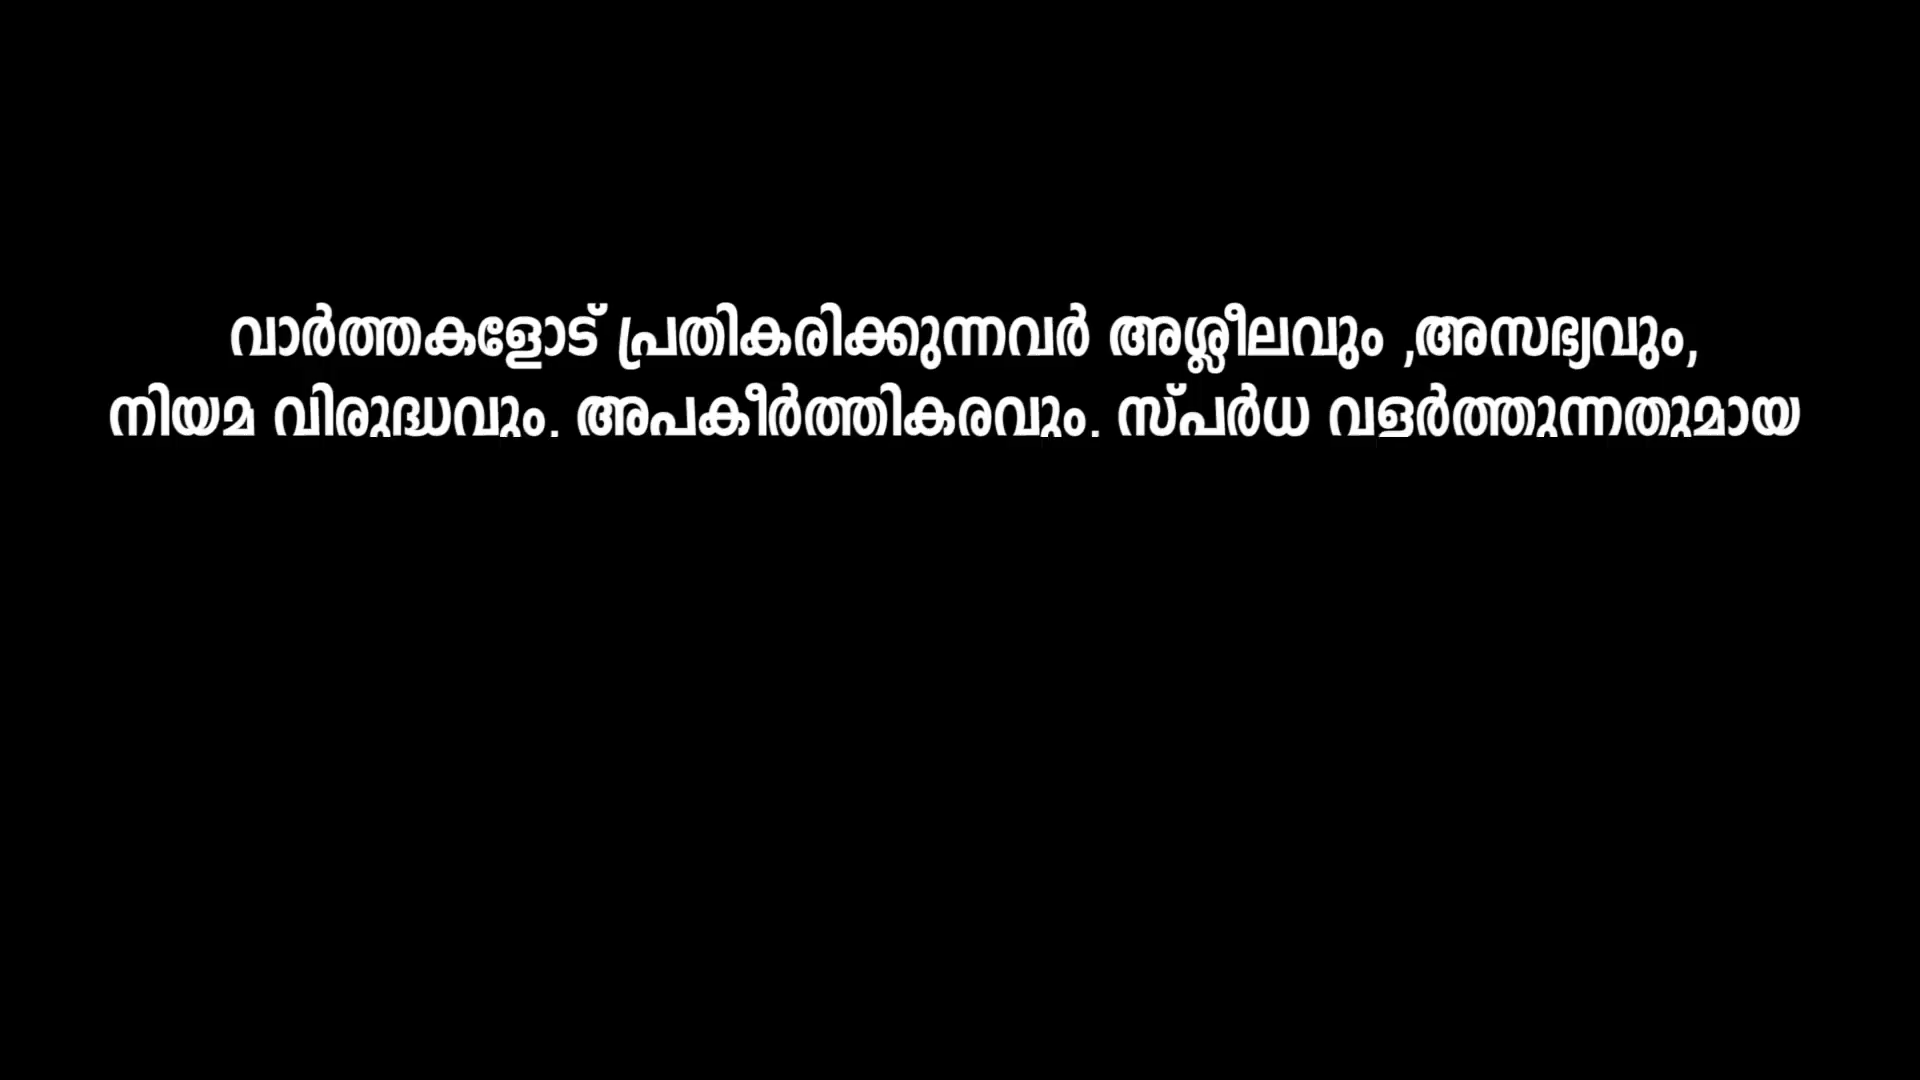 വാർത്തകളോട് പ്രതികരിക്കുന്നവർ അശ്ലീലവും ,അസഭ്യവും,
നിയമ വിരുദ്ധവും, അപകീർത്തികരവും, സ്പർധ വളർത്തുന്നതുമായ